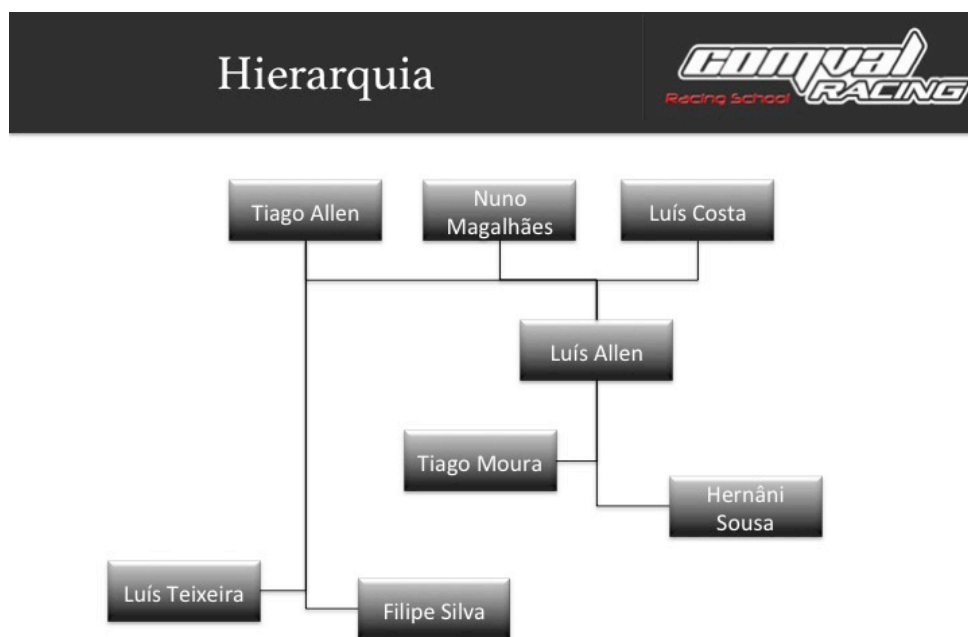 Hierarquia
comval
Racing School RACING
Tiago Allen
Nuno
Magalhães
Luís Costa
Luís Allen
Tiago Moura
Hernâni
Sousa
Luís Teixeira
Filipe Silva